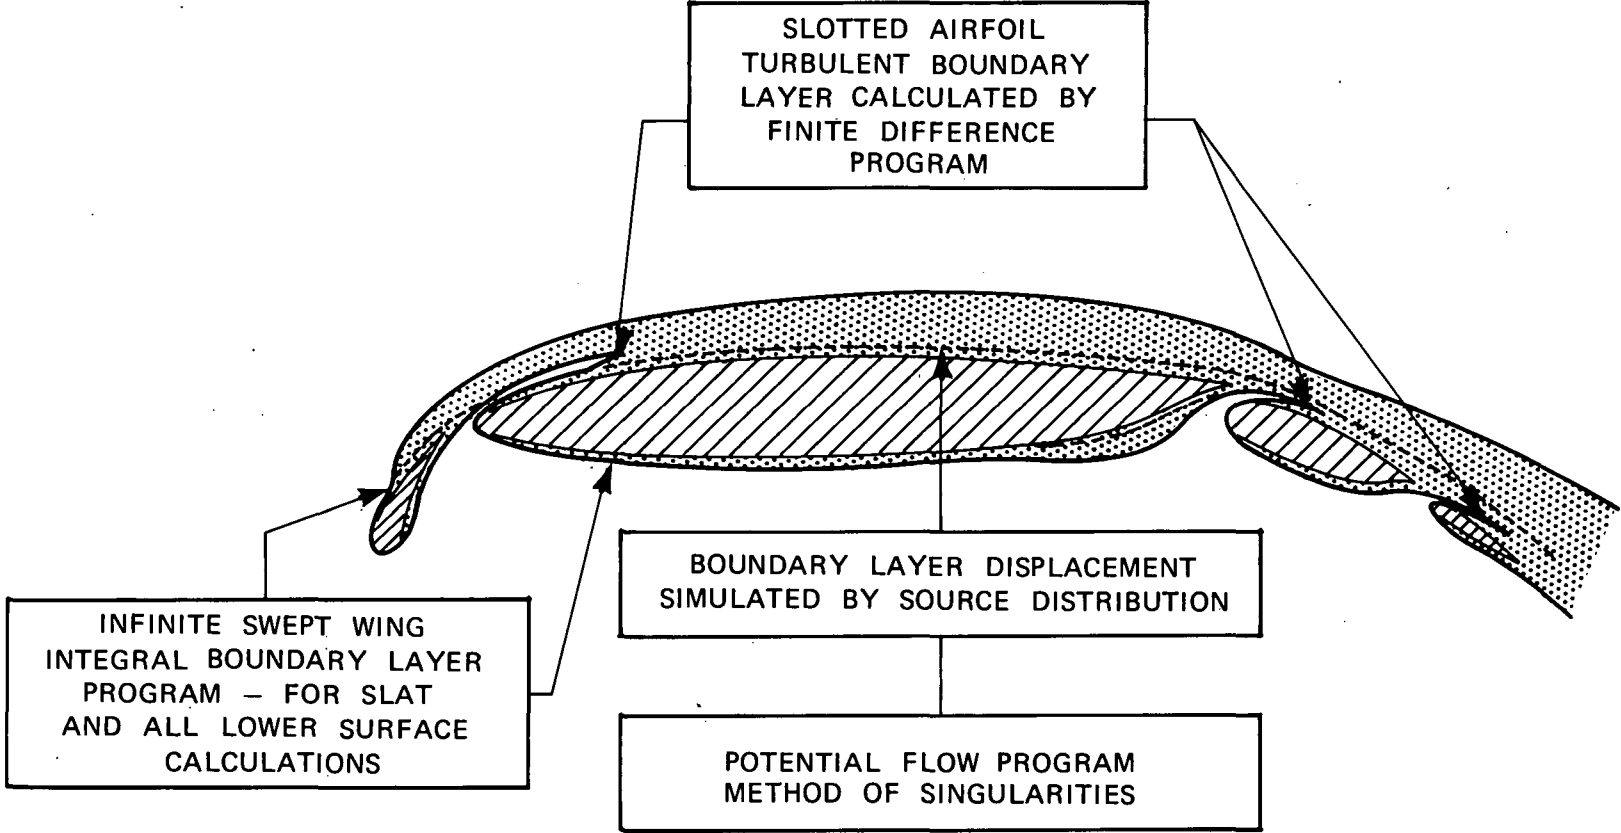 SLOTTED AIRFOIL
TURBULENT BOUNDARY
LAYER CALCULATED BY
FINITE DIFFERENCE
PROGRAM
BOUNDARY LAYER DISPLACEMENT
SIMULATED BY SOURCE DISTRIBUTION
INFINITE SWEPT WING
INTEGRAL BOUNDARY LAYER
PROGRAM – FOR SLAT
AND ALL LOWER SURFACE
CALCULATIONS
POTENTIAL FLOW PROGRAM
METHOD OF SINGULARITIES